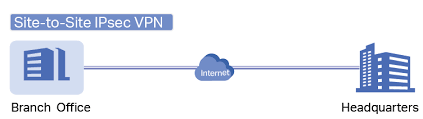 Site-to-Site IPsec VPN
Internet
Branch Office
Headquarters